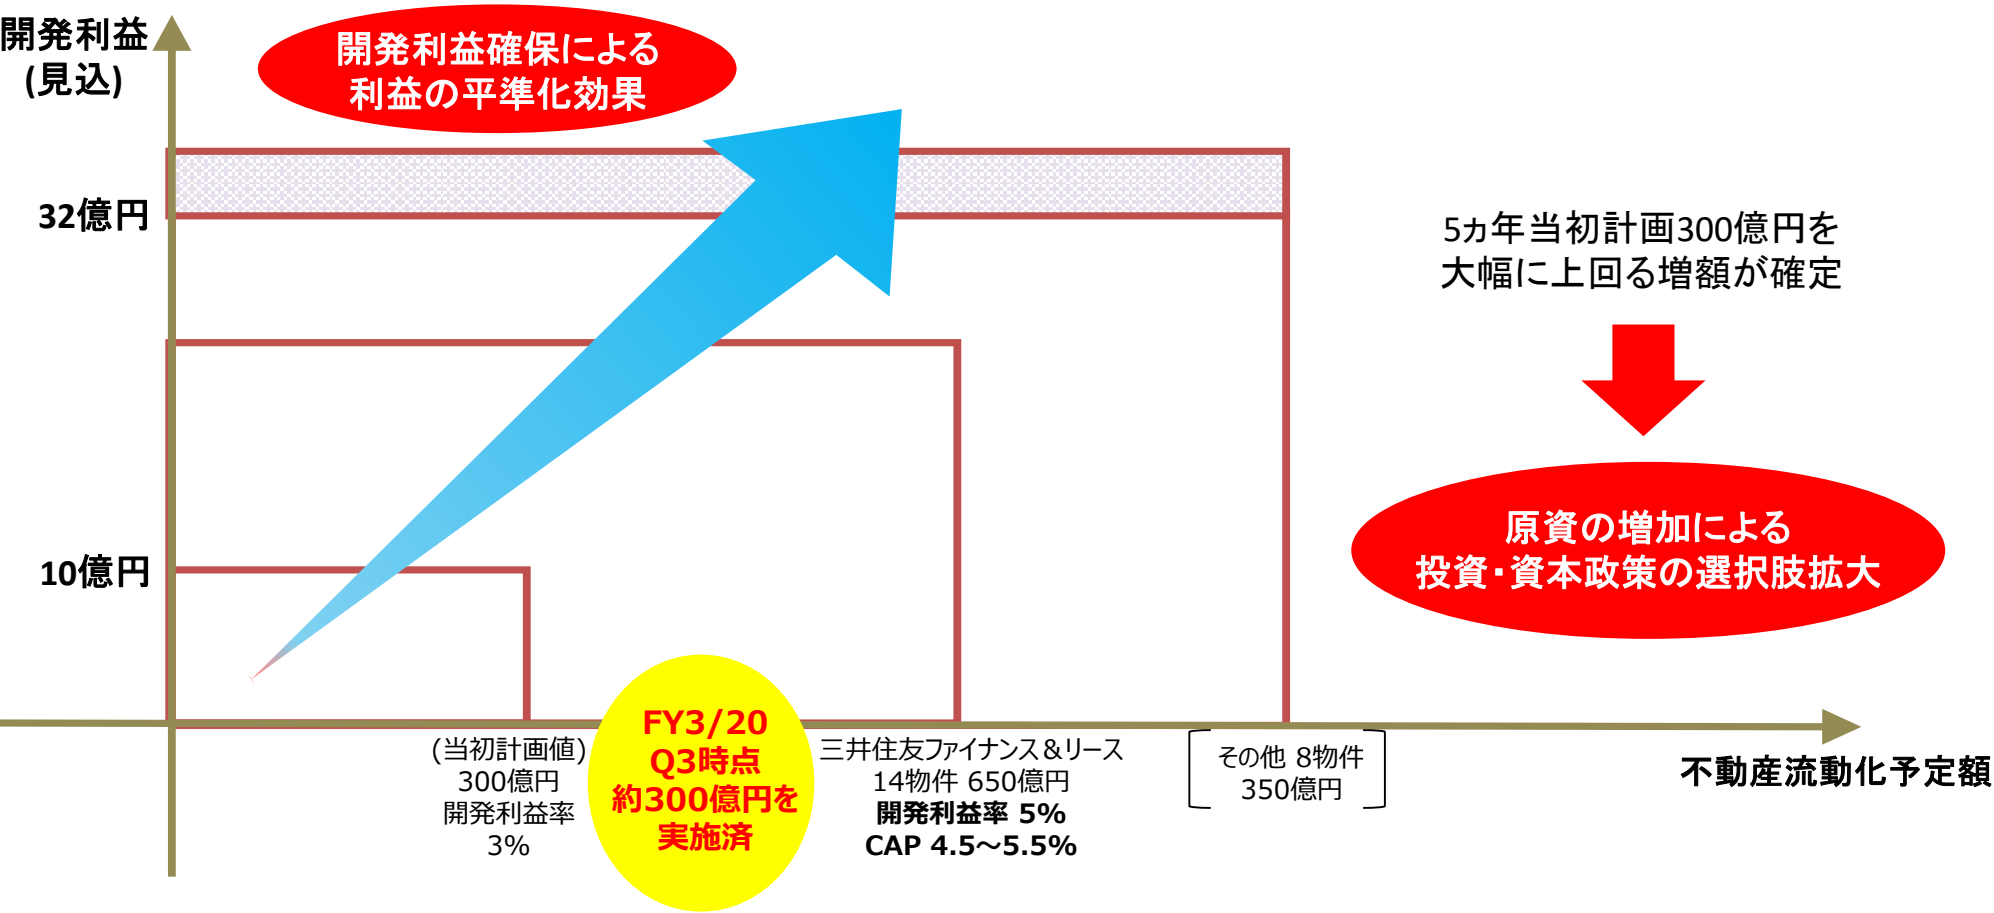 開発利益
(見込)
開発利益確保による
利益の平準化効果
32億円
10億円
5ヵ年当初計画300億円を
大幅に上回る増額が確定
原資の増加による
投資・資本政策の選択肢拡大
(当初計画値)
300億円
開発利益率
3%
FY3/20
Q3時点
約300億円を
実施済
三井住友ファイナンス＆リース
14物件 650億円
開発利益率 5%
CAP 4.5～5.5%
その他 8物件
350億円
不動産流動化予定額